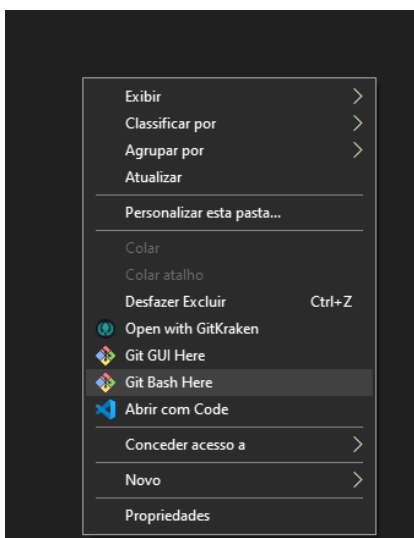 Exibir
Classificar por
Agrupar por
Atualizar
Personalizar esta pasta...
Colar
Colar atalho
Desfazer Excluir Ctrl+Z
Open with GitKraken
Git GUI Here
Git Bash Here
Abrir com Code
Conceder acesso a
Novo
Propriedades